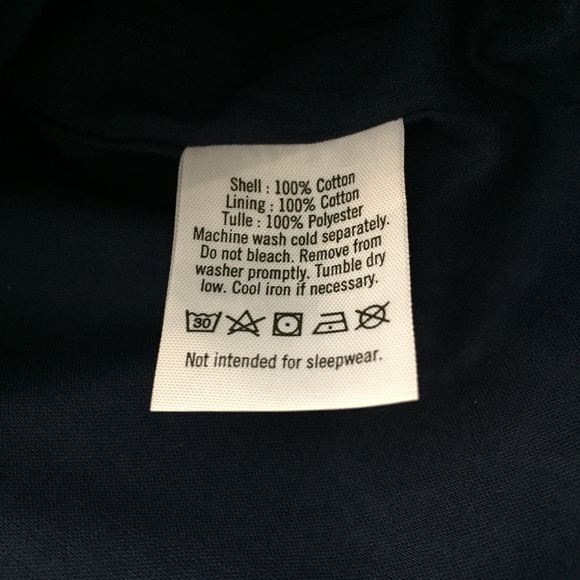 Shell : 100% Cotton
Lining : 100% Cotton
Tulle : 100% Polyester
Machine wash cold separately.
Do not bleach. Remove from
washer promptly. Tumble dry
low. Cool iron if necessary.
30
Not intended for sleepwear.